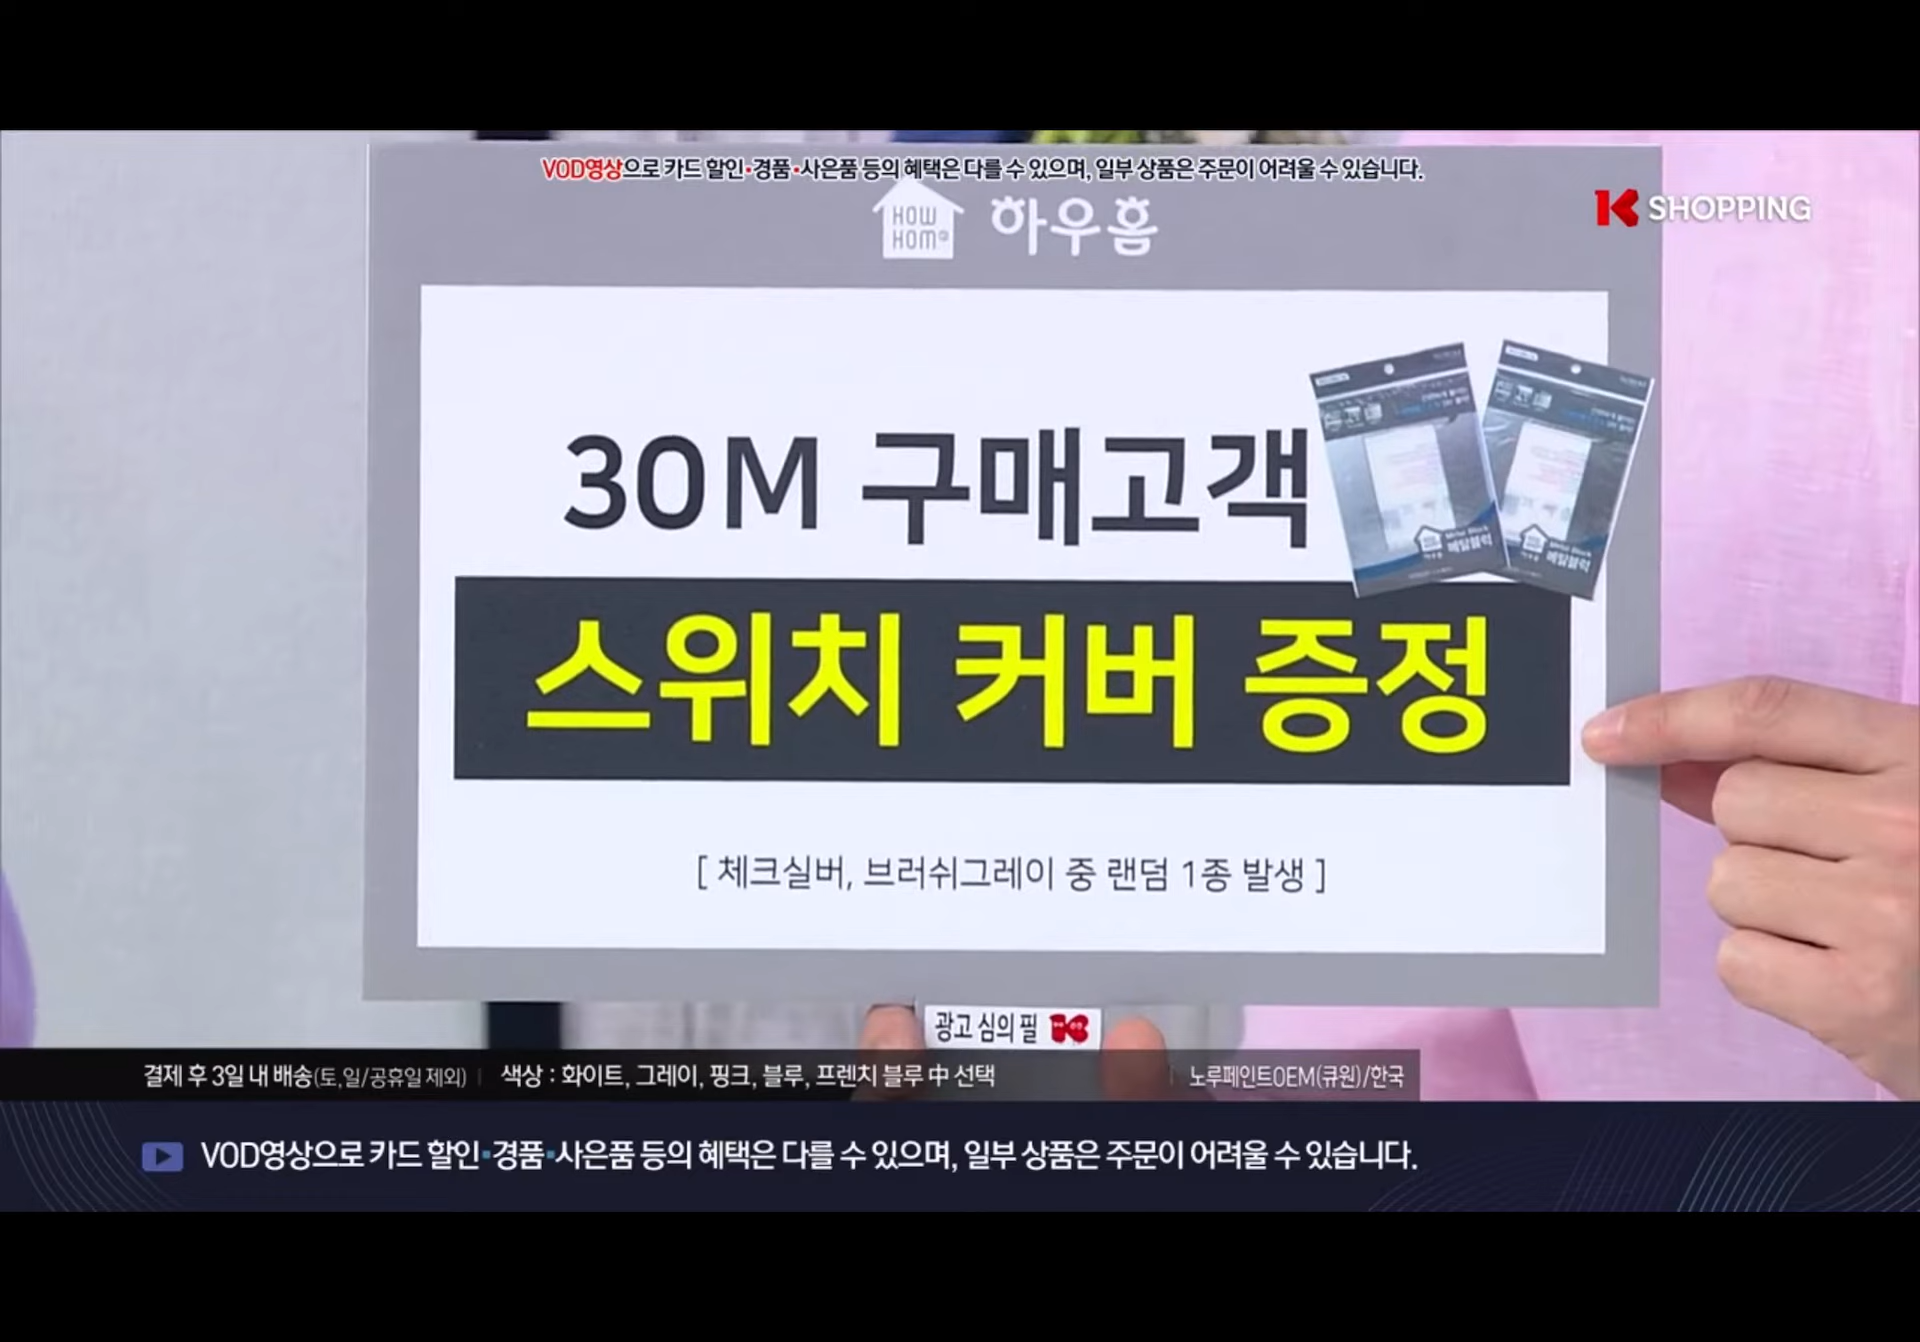 VOD영상으로 카드 할인•경품•사은품 등의 혜택은 다를 수 있으며, 일부 상품은 주문이 어려울 수 있습니다.
K SHOPPING
HOW
HOM
하우홈
30M 구매고객
메탈블럭
메탈블럭
스위치 커버 증정
[ 체크실버, 브러쉬그레이 중 랜덤 1종 발생 ]
광고 심의 필
결제 후 3일 내 배송(토,일/공휴일 제외) | 색상 : 화이트, 그레이, 핑크, 블루, 프렌치 블루 中 선택 | 노루페인트OEM(큐원)/한국
VOD영상으로 카드 할인•경품•사은품 등의 혜택은 다를 수 있으며, 일부 상품은 주문이 어려울 수 있습니다.